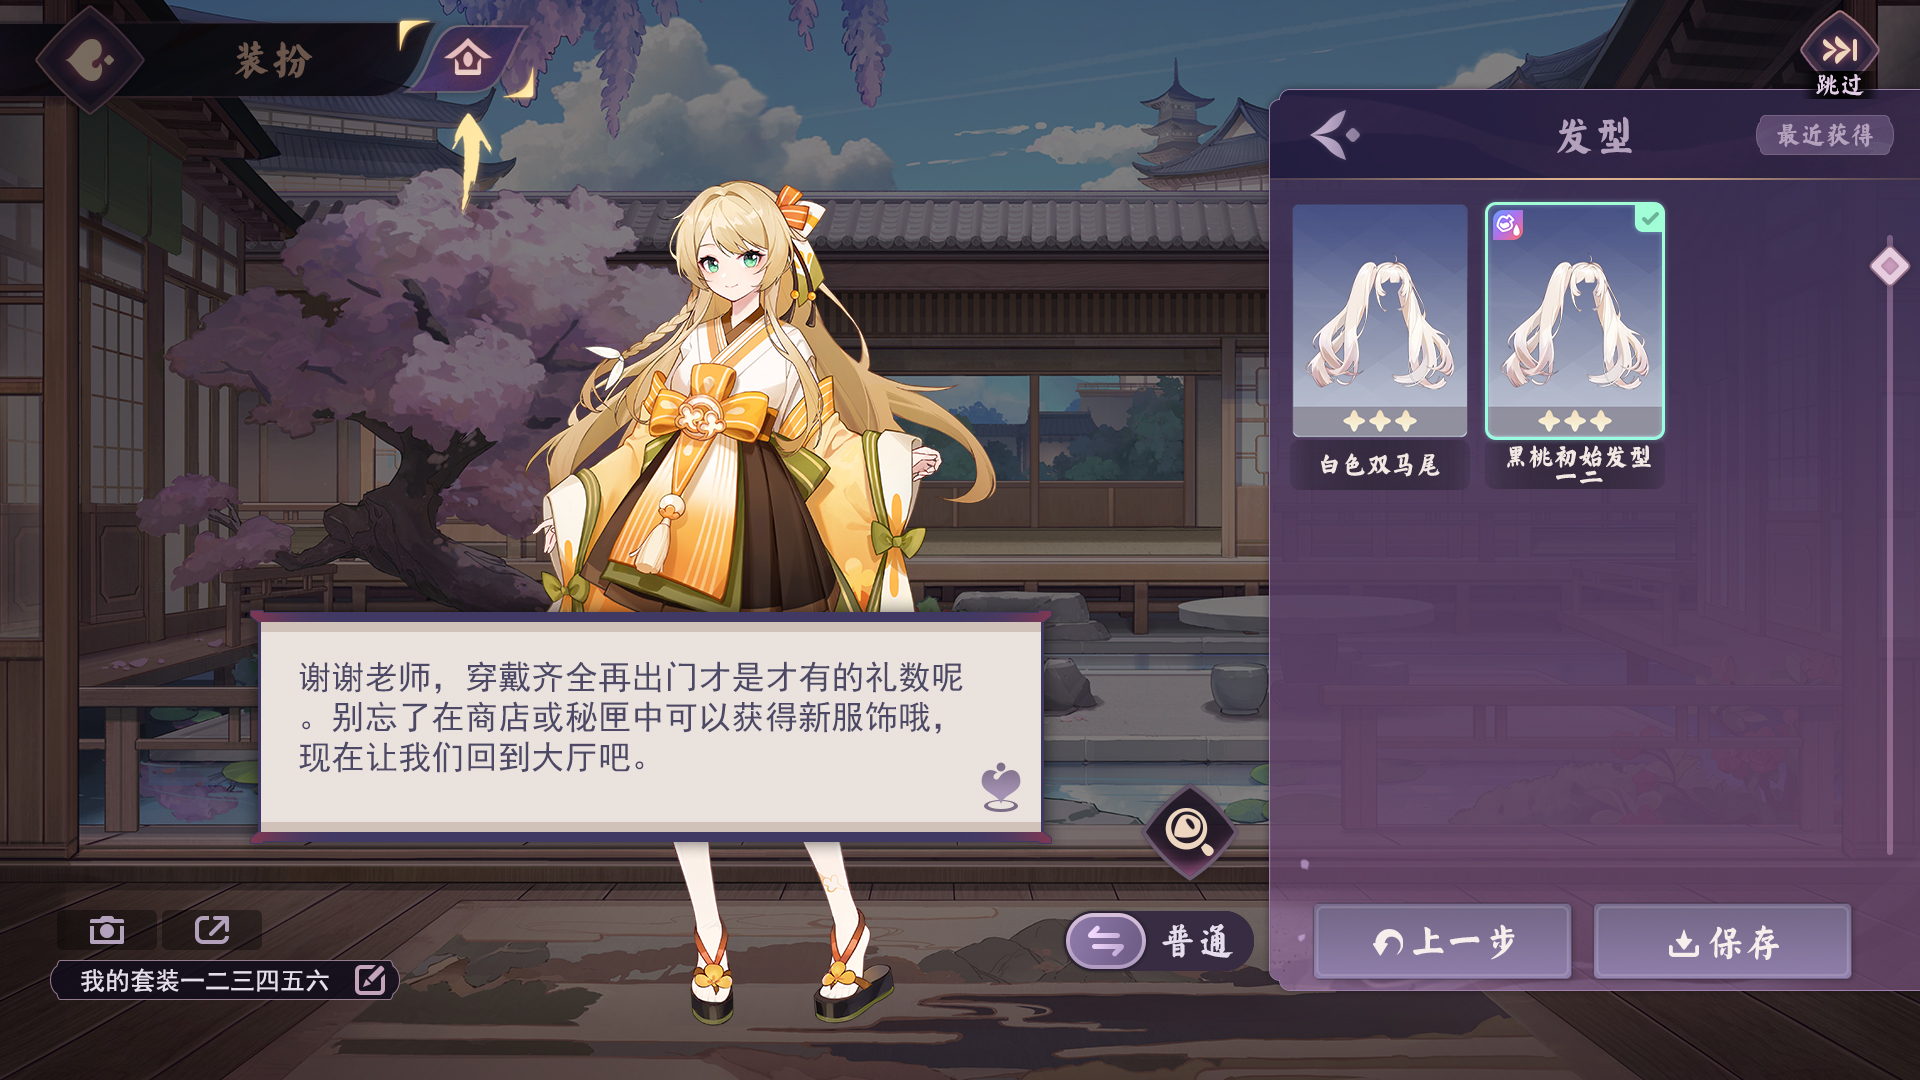 装扮
跳过
发型
最近获得
白色双马尾
黑桃初始发型
一二
谢谢老师，穿戴齐全再出门才是才有的礼数呢
。别忘了在商店或秘匣中可以获得新服饰哦，
现在让我们回到大厅吧。
普通
上一步
保存
我的套装一二三四五六